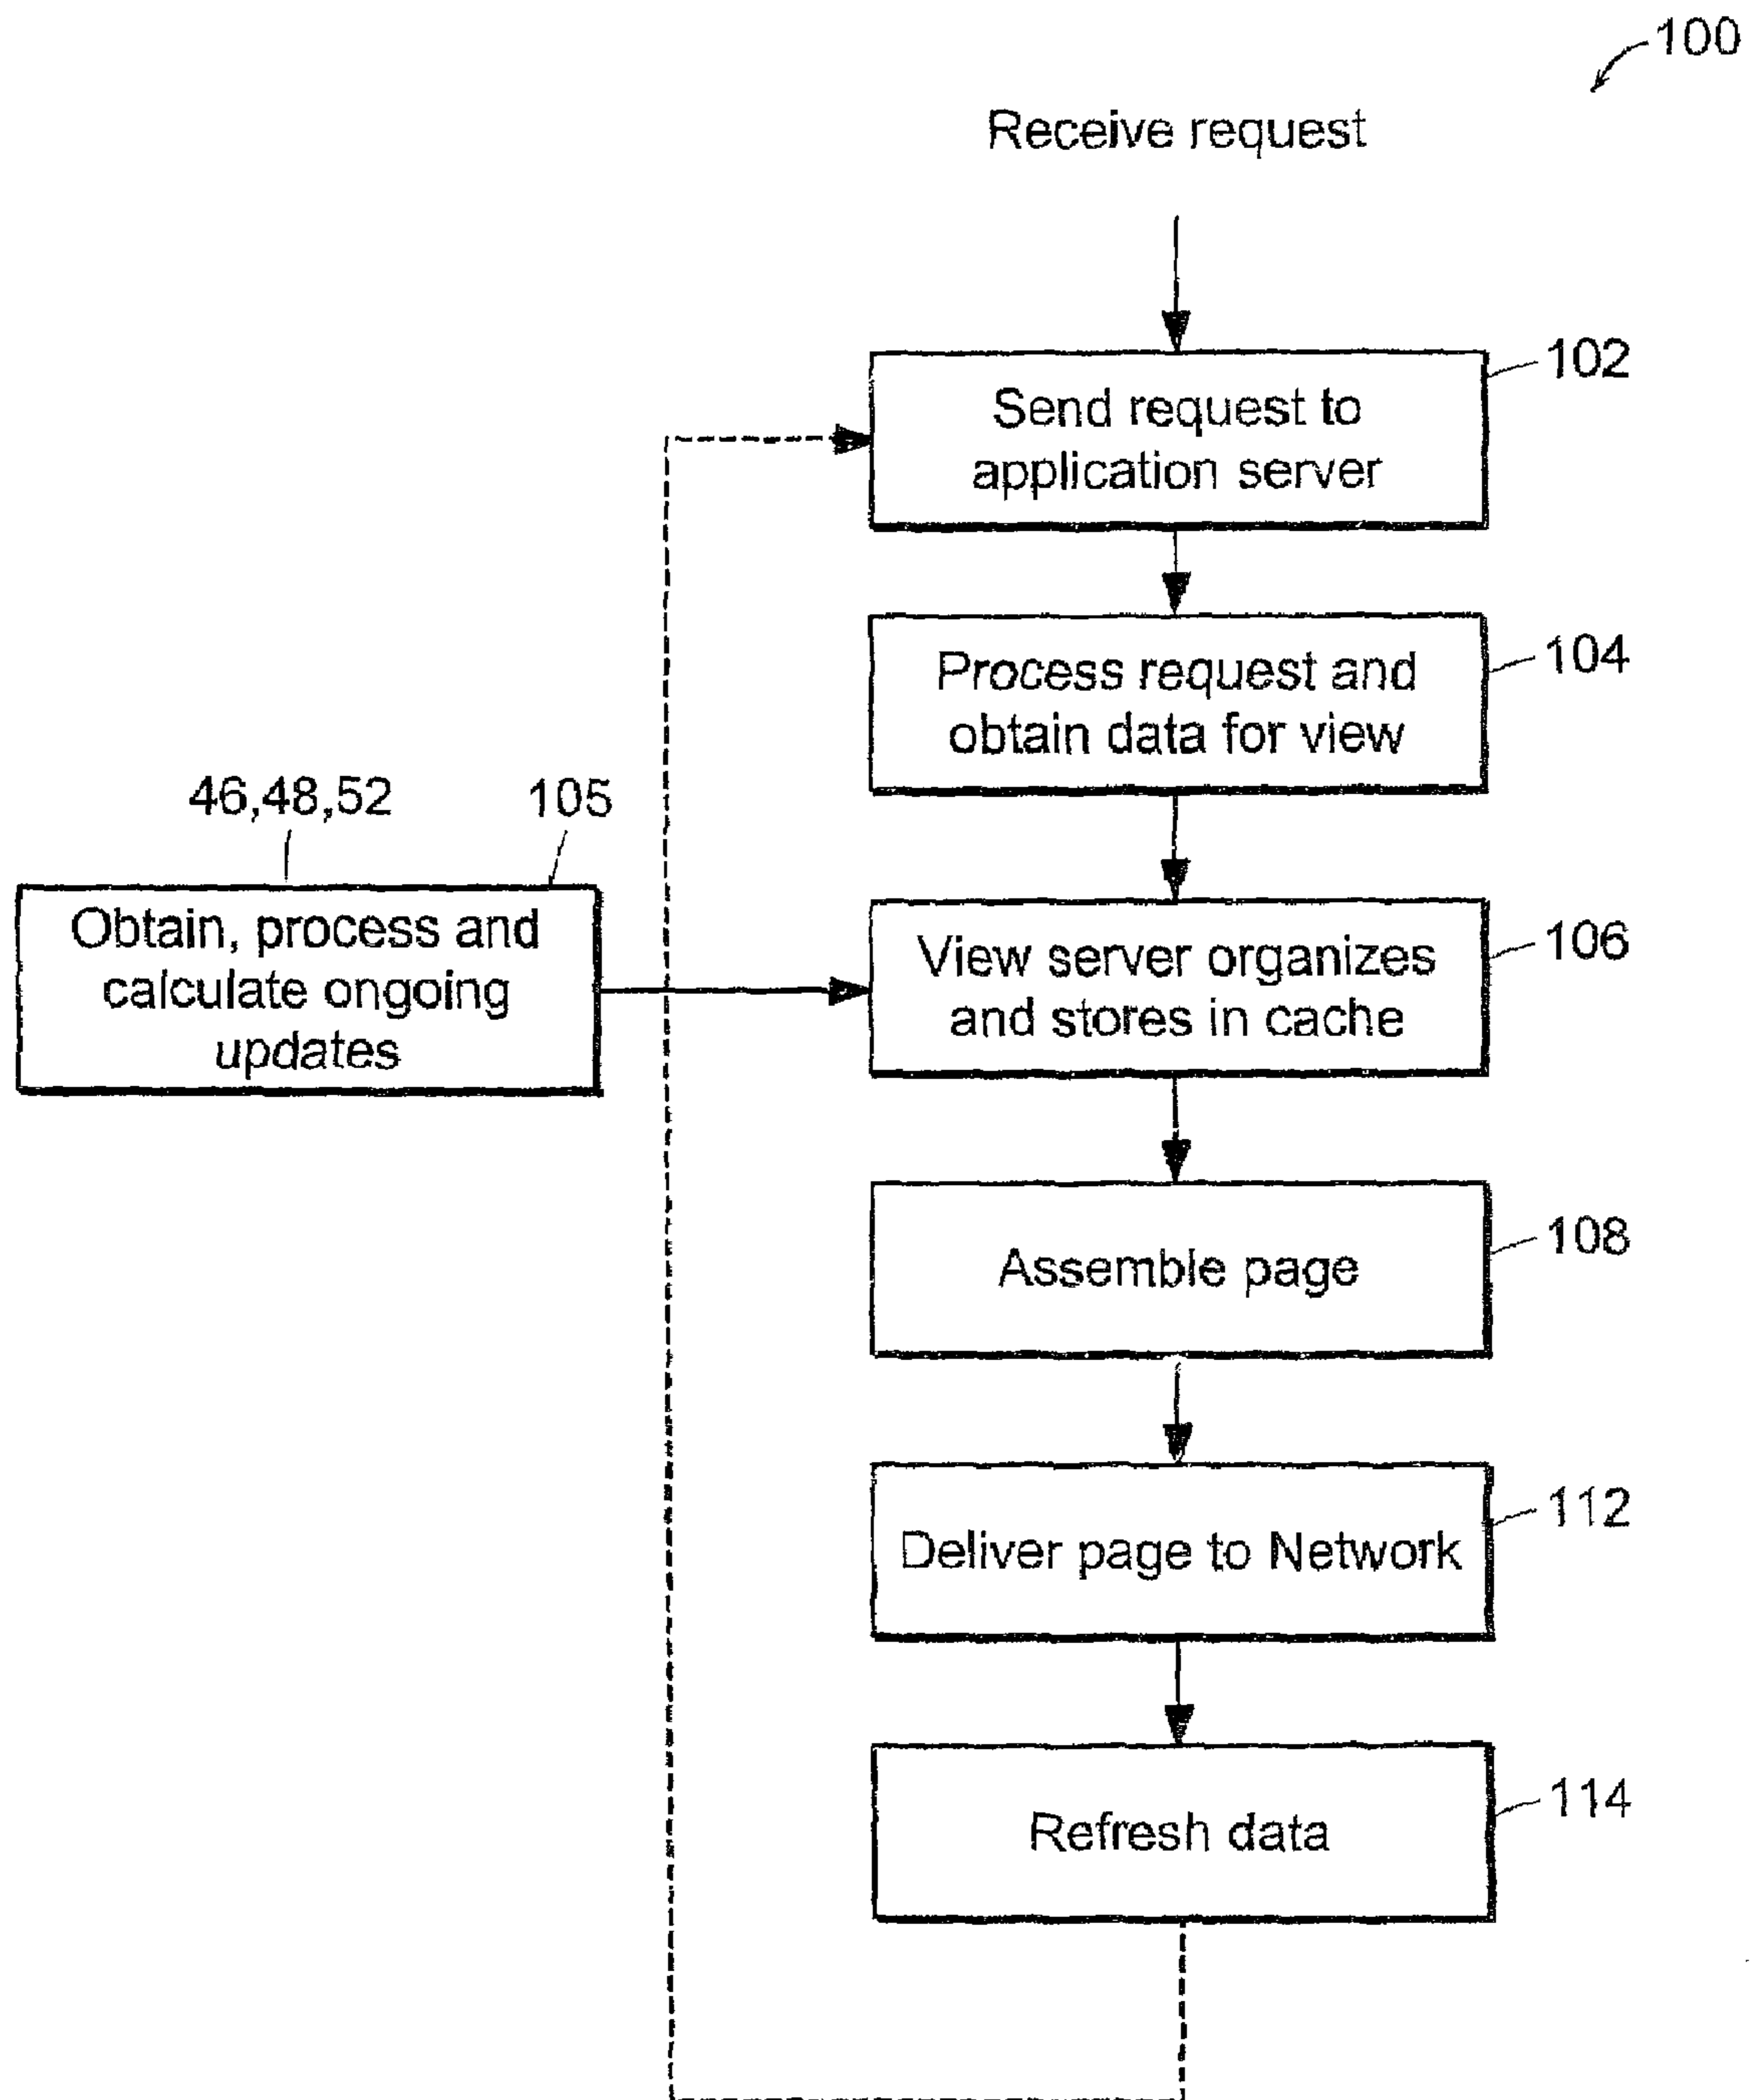 100
Receive request
102
Send request to
application server
104
Process request and
obtain data for view
46,48,52
105
Obtain, process and
calculate ongoing
updates
106
View server organizes
and stores in cache
108
Assemble page
112
Deliver page to Network
114
Refresh data